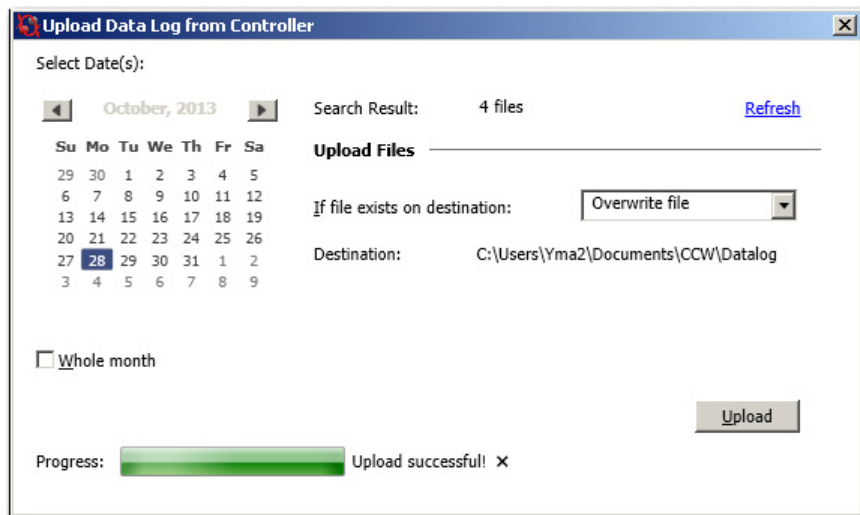 Upload Data Log from Controller
Select Date(s):
October, 2013
Su Mo Tu We Th Fr Sa
29 30 1 2 3 4 5
6 7 8 9 10 11 12
13 14 15 16 17 18 19
20 21 22 23 24 25 26
27 28 29 30 31 1 2
3 4 5 6 7 8 9
Whole month
Search Result: 4 files Refresh
Upload Files
If file exists on destination: Overwrite file
Destination: C:\Users\Yma2\Documents\CCW\Datalog
Upload
Progress: Upload successful!